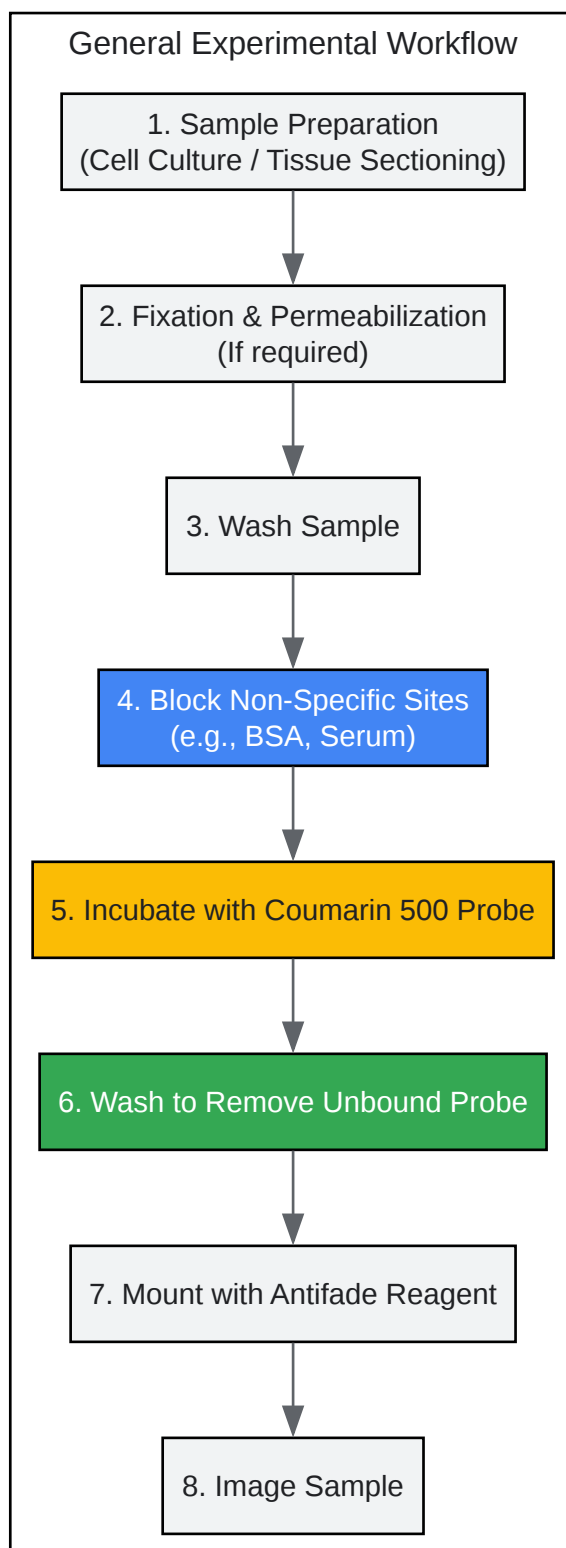 General Experimental Workflow
1. Sample Preparation
(Cell Culture / Tissue Sectioning)
2. Fixation & Permeabilization
(If required)
3. Wash Sample
4. Block Non-Specific Sites
(e.g., BSA, Serum)
5. Incubate with Coumarin 500 Probe
6. Wash to Remove Unbound Probe
7. Mount with Antifade Reagent
8. Image Sample